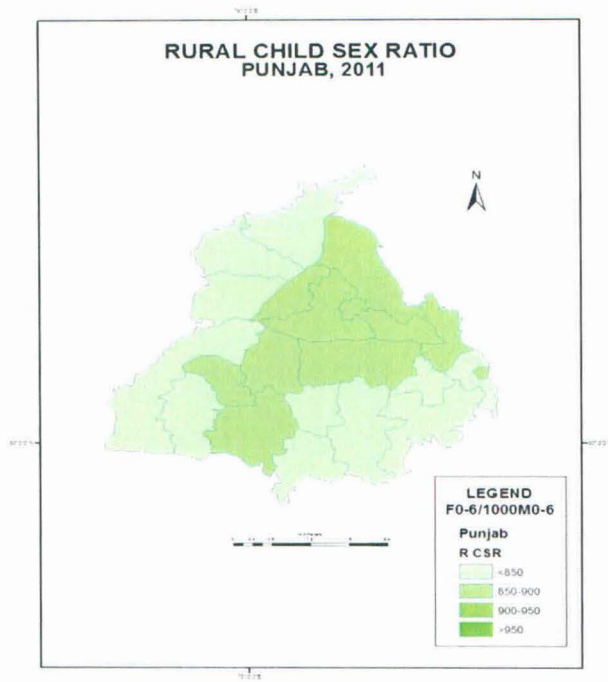 RURAL CHILD SEX RATIO
PUNJAB, 2011
N
LEGEND
F0-6/1000M0-6
Punjab
R CSR
<850
850-900
900-950
>950